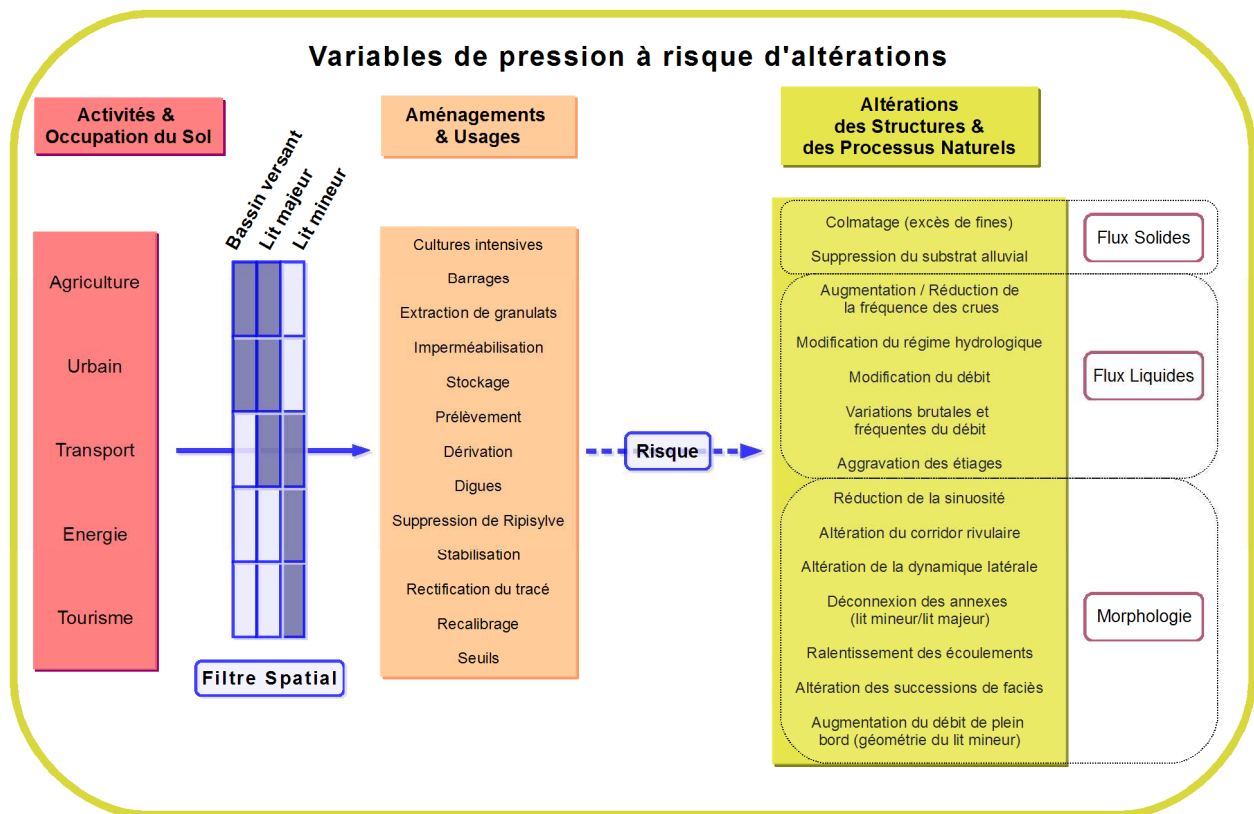 Variables de pression à risque d'altérations
Activités &
Occupation du Sol
Bassin versant
Lit majeur
Lit mineur
Aménagements
& Usages
Altérations
des Structures &
des Processus Naturels
Agriculture
Urbain
Transport
Energie
Tourisme
Filtre Spatial
Cultures intensives
Barrages
Extraction de granulats
Imperméabilisation
Stockage
Prélèvement
Dérivation
Digues
Suppression de Ripisylve
Stabilisation
Rectification du tracé
Recalibrage
Seuils
Risque
Colmatage (excès de fines)
Suppression du substrat alluvial
Flux Solides
Augmentation / Réduction de
la fréquence des crues
Modification du régime hydrologique
Modification du débit
Variations brutales et
fréquentes du débit
Aggravation des étiages
Flux Liquides
Réduction de la sinuosité
Altération du corridor rivulaire
Altération de la dynamique latérale
Déconnexion des annexes
(lit mineur/lit majeur)
Ralentissement des écoulements
Altération des successions de faciès
Augmentation du débit de plein
bord (géométrie du lit mineur)
Morphologie